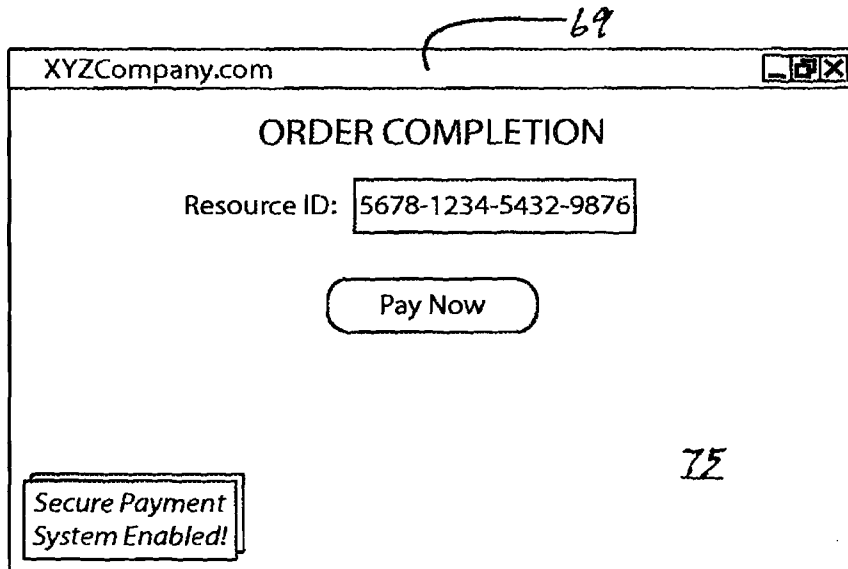 69
XYZCompany.com
ORDER COMPLETION
Resource ID: 5678-1234-5432-9876
Pay Now
75
Secure Payment
System Enabled!